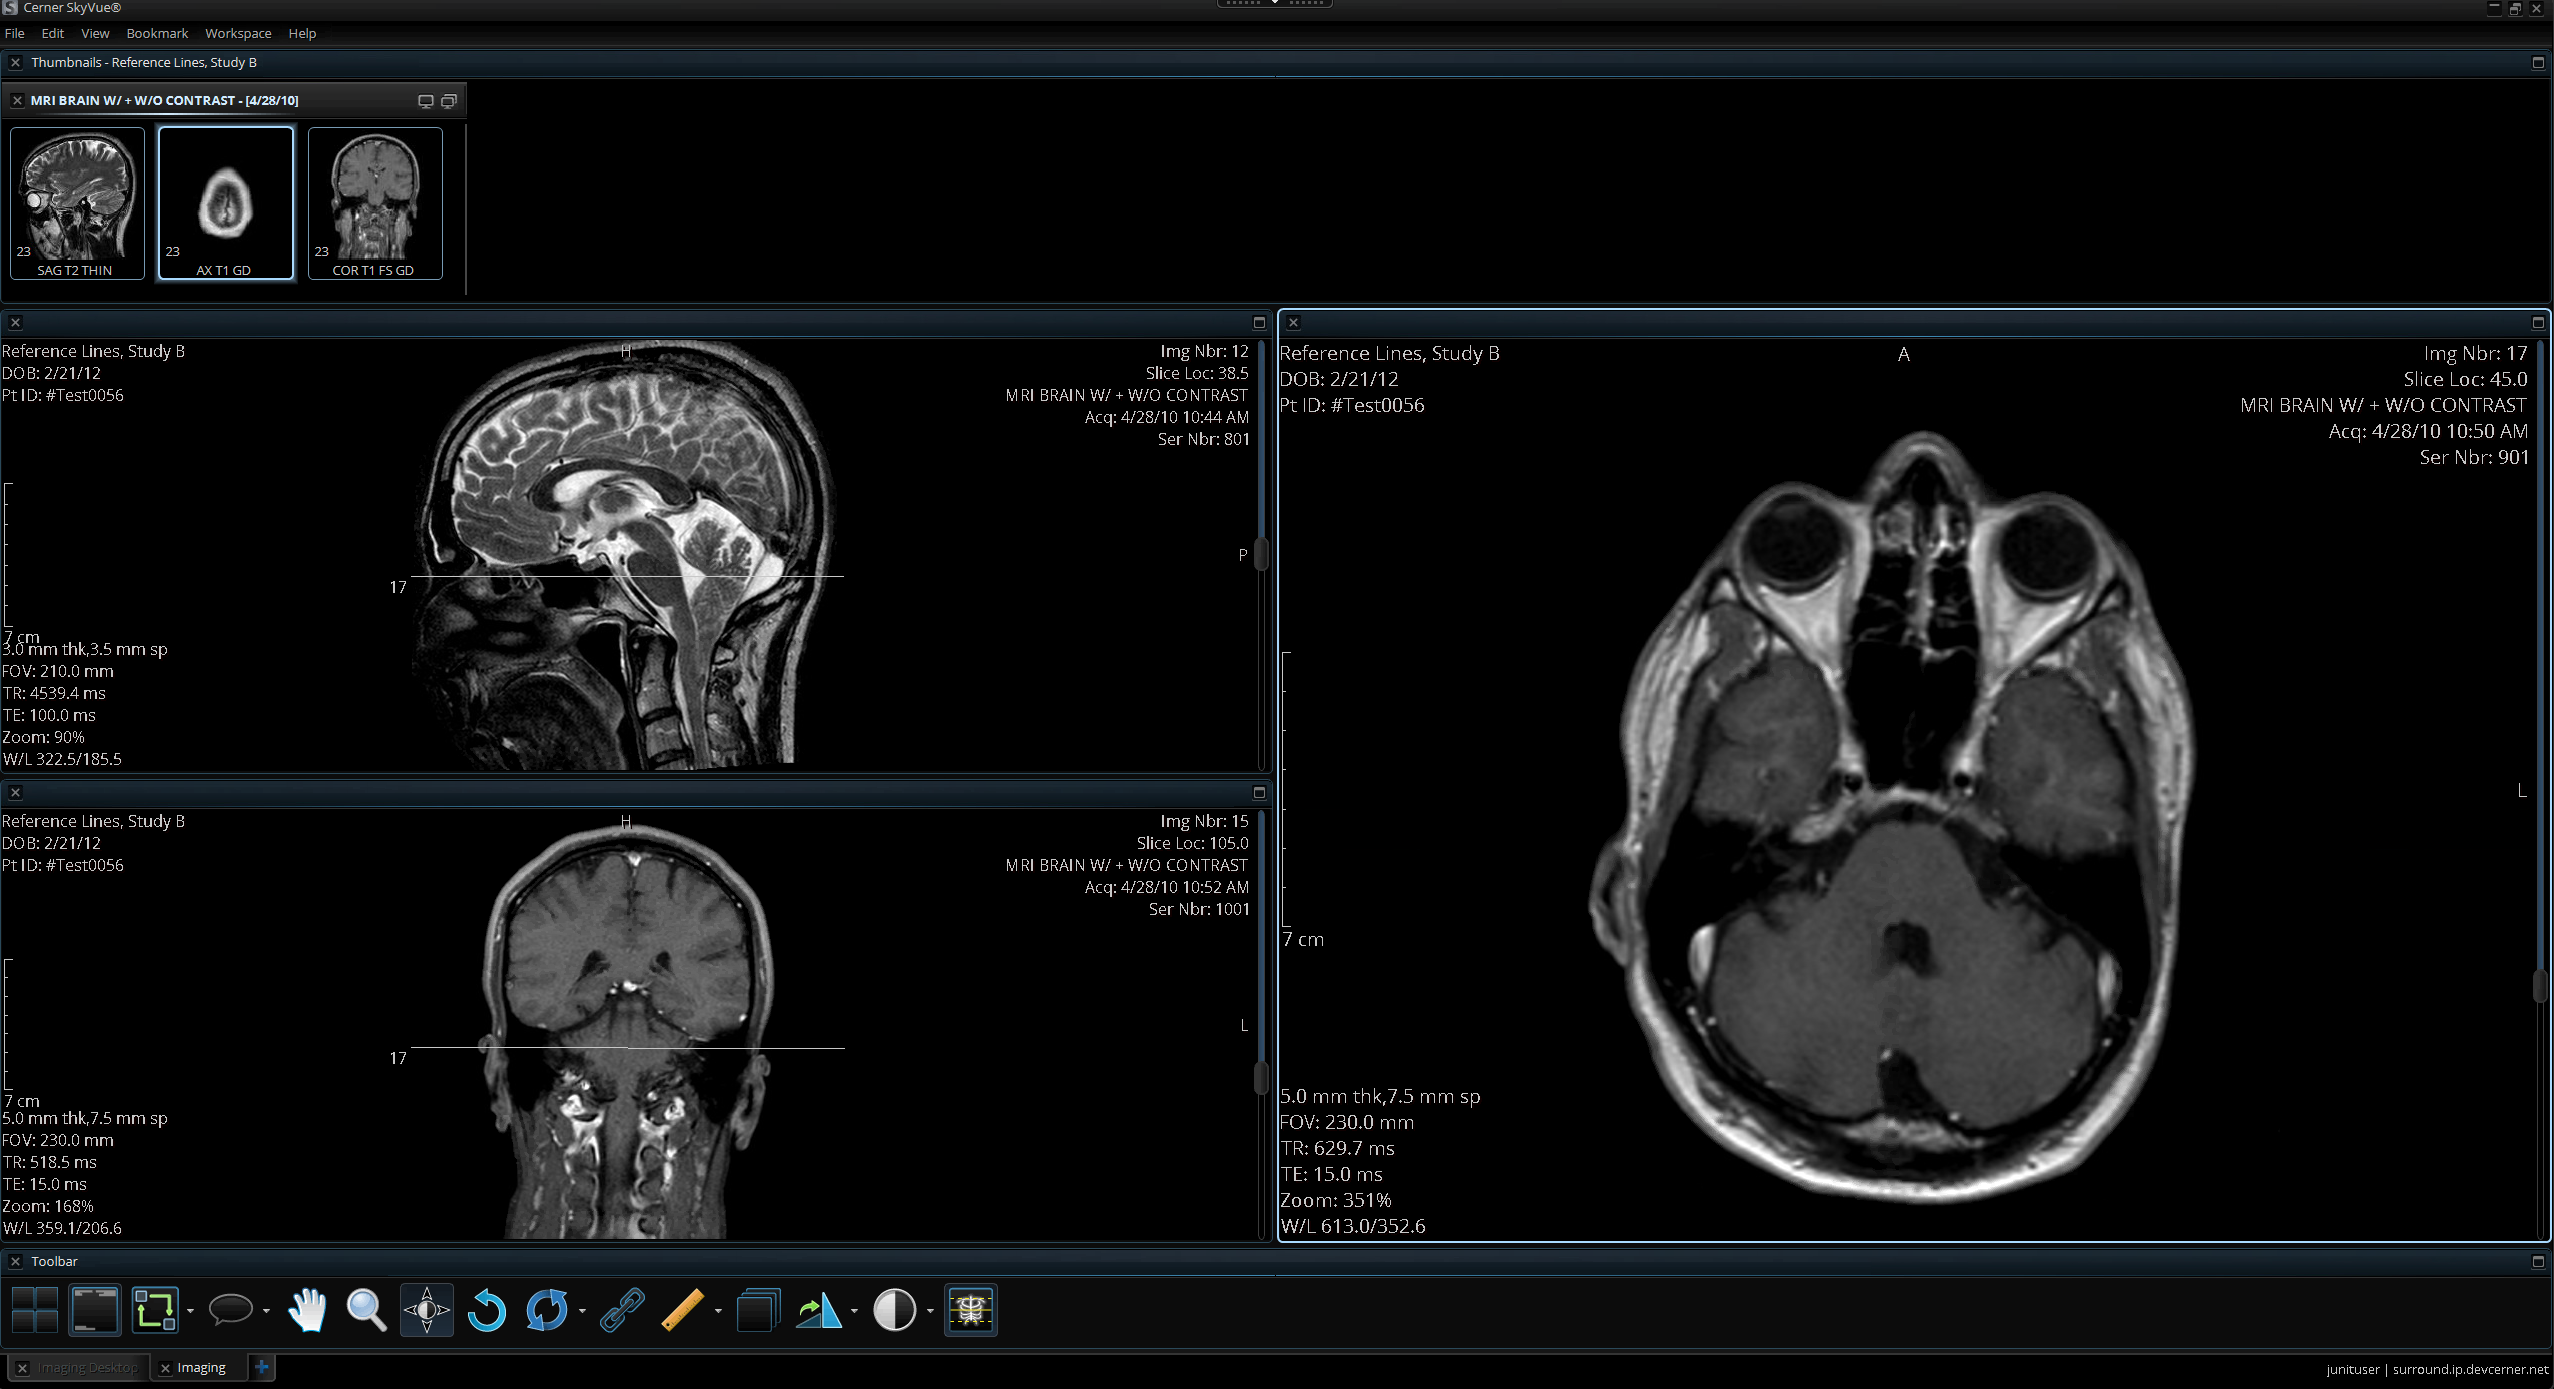 Cerner SkyVue®
File Edit View Bookmark Workspace Help
Thumbnails - Reference Lines, Study B
MRI BRAIN W/ + W/O CONTRAST - [4/28/10]
23
SAG T2 THIN
23
AX T1 GD
23
COR T1 FS GD
Reference Lines, Study B
DOB: 2/21/12
Pt ID: #Test0056
H
Img Nbr: 12
Slice Loc: 38.5
MRI BRAIN W/ + W/O CONTRAST
Acq: 4/28/10 10:44 AM
Ser Nbr: 801
P
17
7 cm
3.0 mm thk,3.5 mm sp
FOV: 210.0 mm
TR: 4539.4 ms
TE: 100.0 ms
Zoom: 90%
W/L 322.5/185.5
Reference Lines, Study B
DOB: 2/21/12
Pt ID: #Test0056
H
Img Nbr: 15
Slice Loc: 105.0
MRI BRAIN W/ + W/O CONTRAST
Acq: 4/28/10 10:52 AM
Ser Nbr: 1001
L
17
7 cm
5.0 mm thk,7.5 mm sp
FOV: 230.0 mm
TR: 518.5 ms
TE: 15.0 ms
Zoom: 168%
W/L 359.1/206.6
Reference Lines, Study B
DOB: 2/21/12
Pt ID: #Test0056
A
Img Nbr: 17
Slice Loc: 45.0
MRI BRAIN W/ + W/O CONTRAST
Acq: 4/28/10 10:50 AM
Ser Nbr: 901
L
7 cm
5.0 mm thk,7.5 mm sp
FOV: 230.0 mm
TR: 629.7 ms
TE: 15.0 ms
Zoom: 351%
W/L 613.0/352.6
Toolbar
Imaging Desktop
Imaging
junituser | surround.ip.devcerner.net